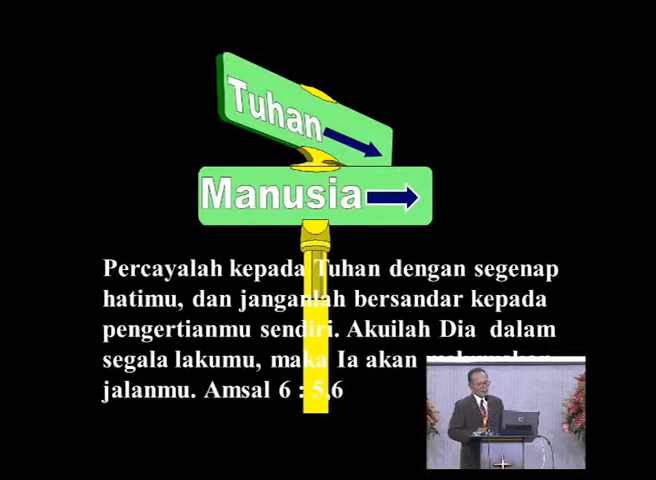 Tuhan
Manusia
Percayalah kepada Tuhan dengan segenap
hatimu, dan janganlah bersandar kepada
pengertianmu sendiri. Akuilah Dia dalam
segala lakumu, maka Ia akan
jalanmu. Amsal 6 : 5,6